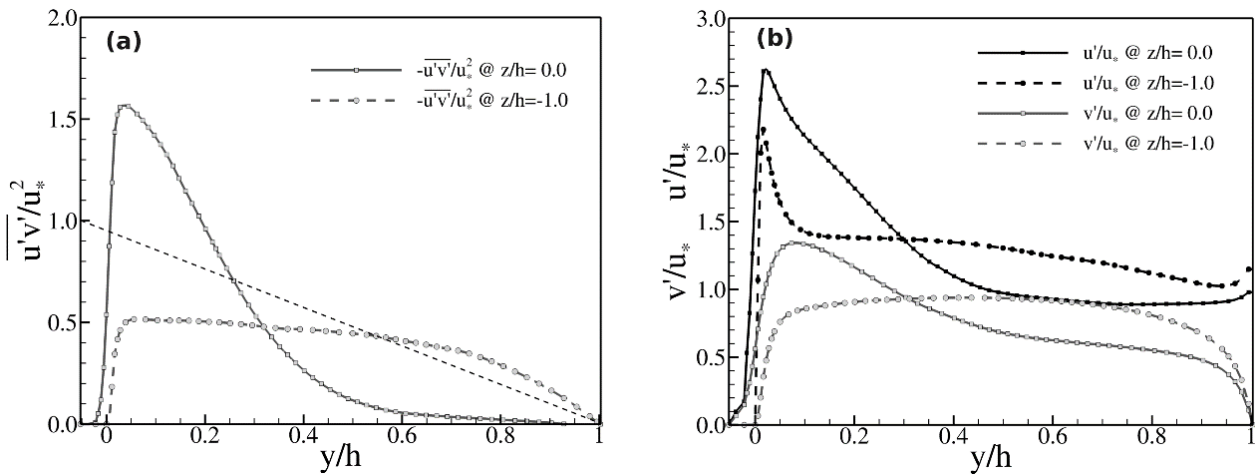 (a)
2.0
1.5
1.0
0.5
0.0
0
0.2
0.4
0.6
0.8
1
y/h
u'v'/u*²
-u'v'/u*² @ z/h= 0.0
-u'v'/u*² @ z/h=-1.0
(b)
3.0
2.5
2.0
1.5
1.0
0.5
0.0
0
0.2
0.4
0.6
0.8
1
y/h
v'/u* u'/u*
u'/u* @ z/h= 0.0
u'/u* @ z/h=-1.0
v'/u* @ z/h= 0.0
v'/u* @ z/h=-1.0